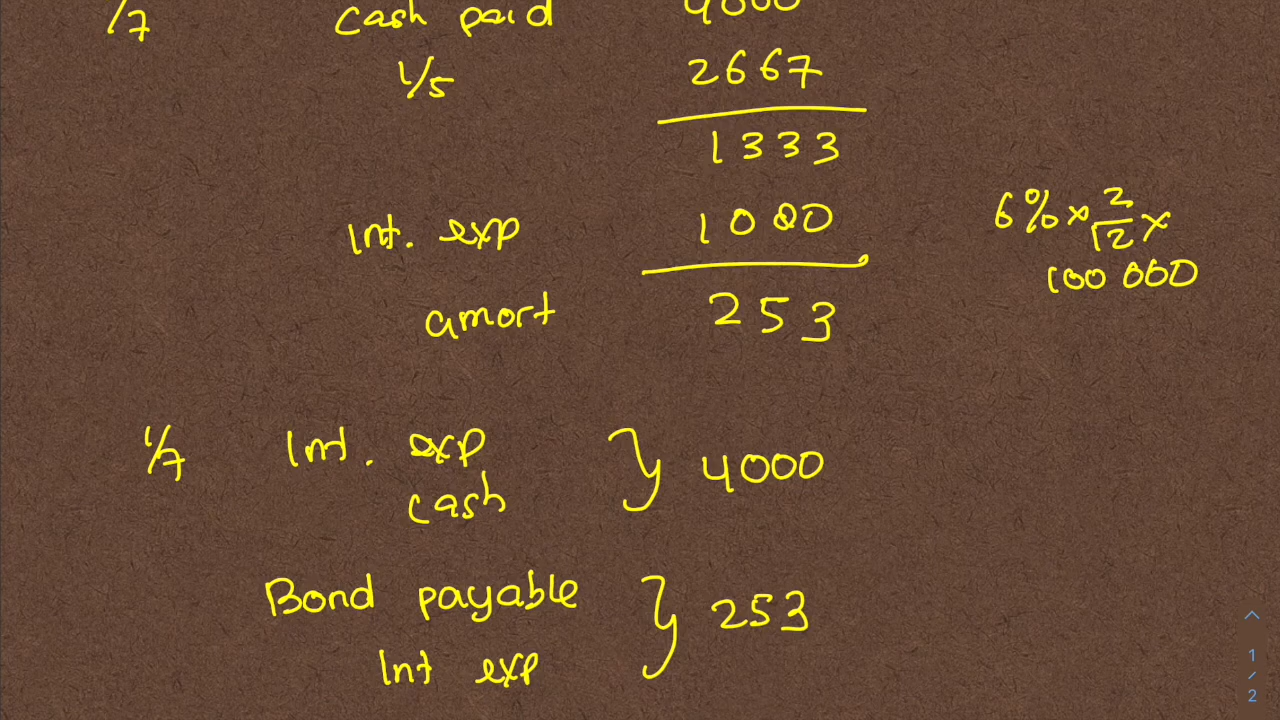 1/7 cash paid 4000
1/5 2667
1333
Int. exp 1080 6% × 2/12 ×
100 000
amort 253
1/7 Int. exp } 4000
cash
Bond payable } 253
Int exp
1
/
2